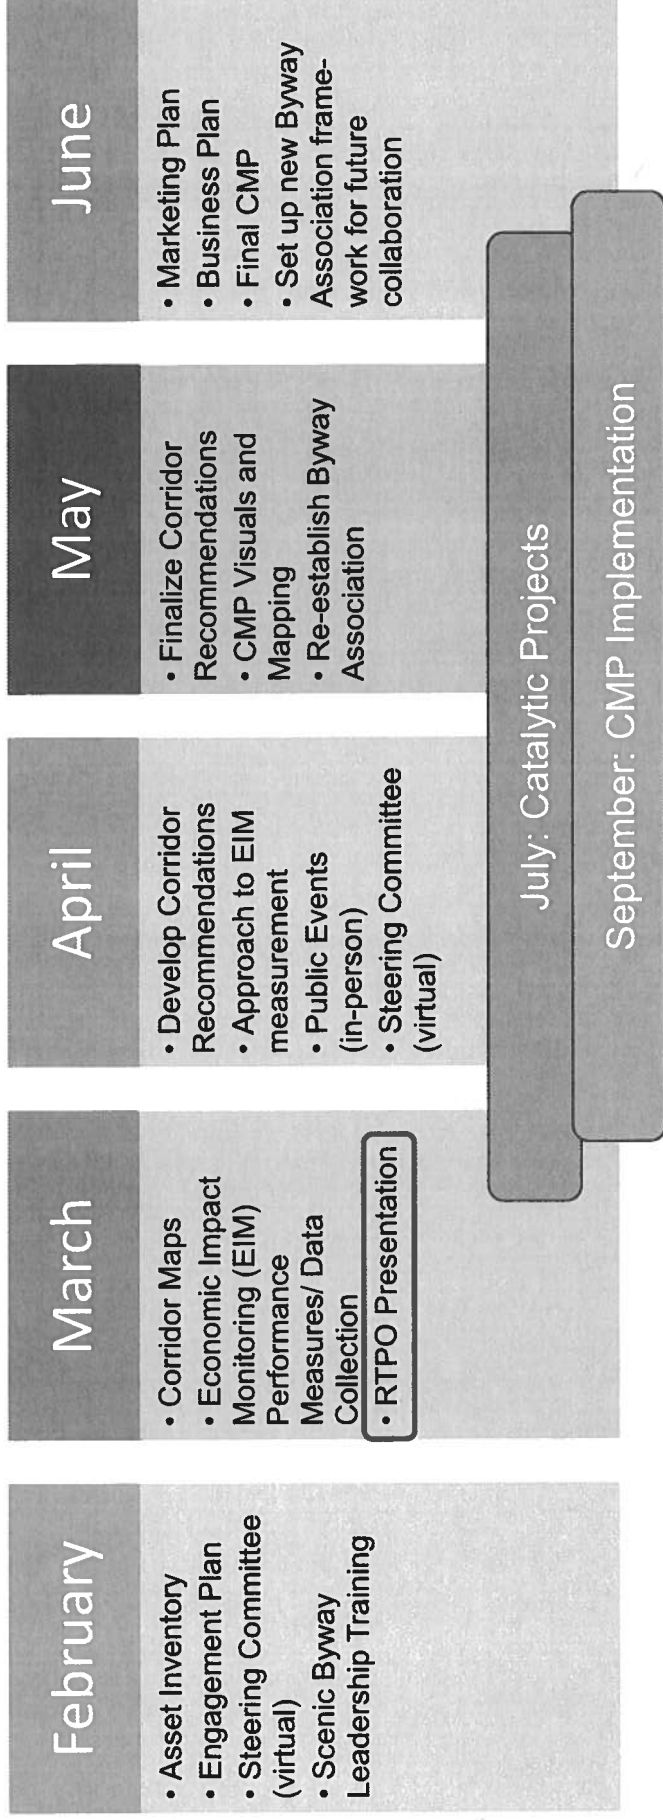 February
• Asset Inventory
• Engagement Plan
• Steering Committee
(virtual)
• Scenic Byway
Leadership Training
March
• Corridor Maps
• Economic Impact
Monitoring (EIM)
Performance
Measures/ Data
Collection
• RTPO Presentation
April
• Develop Corridor
Recommendations
• Approach to EIM
measurement
• Public Events
(in-person)
• Steering Committee
(virtual)
May
• Finalize Corridor
Recommendations
• CMP Visuals and
Mapping
• Re-establish Byway
Association
June
• Marketing Plan
• Business Plan
• Final CMP
• Set up new Byway
Association frame-
work for future
collaboration
July: Catalytic Projects
September: CMP Implementation